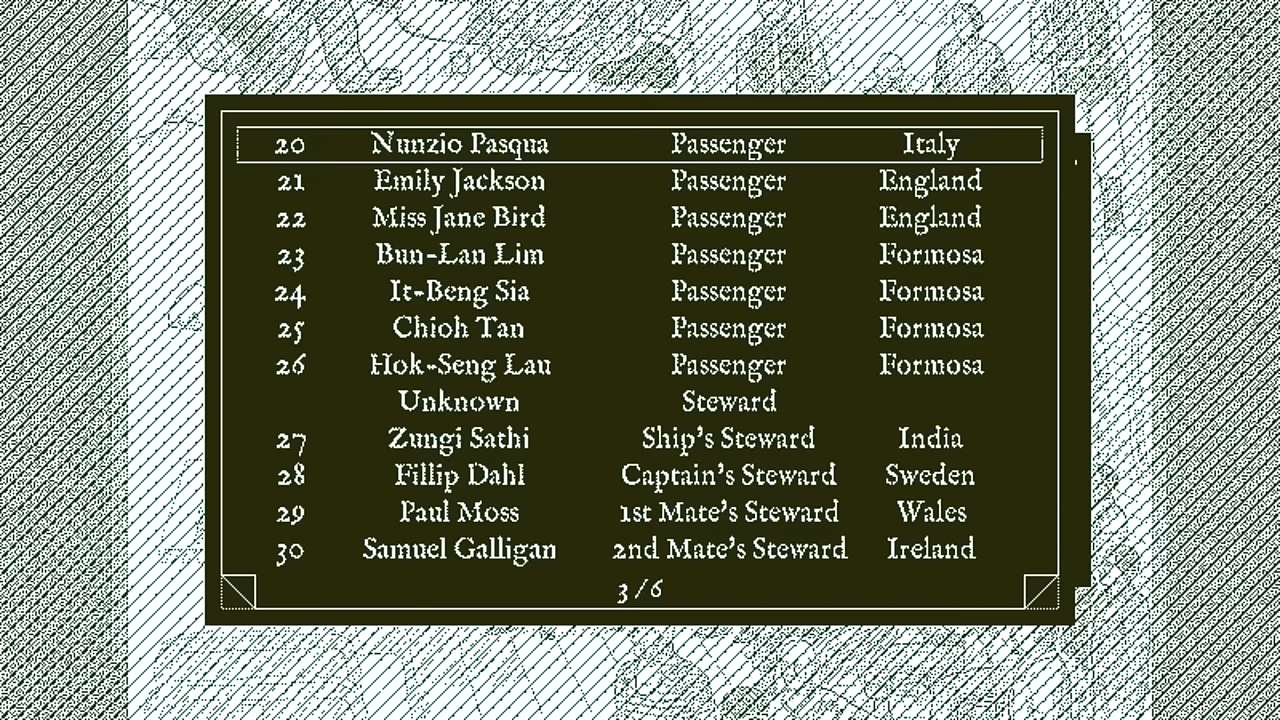 20 Nunzio Pasqua Passenger Italy
21 Emily Jackson Passenger England
22 Miss Jane Bird Passenger England
23 Bun-Lan Lim Passenger Formosa
24 It-Beng Sia Passenger Formosa
25 Chioh Tan Passenger Formosa
26 Hok-Seng Lau Passenger Formosa
Unknown Steward
27 Zungi Sathi Ship's Steward India
28 Fillip Dahl Captain's Steward Sweden
29 Paul Moss 1st Mate's Steward Wales
30 Samuel Galligan 2nd Mate's Steward Ireland
3/6